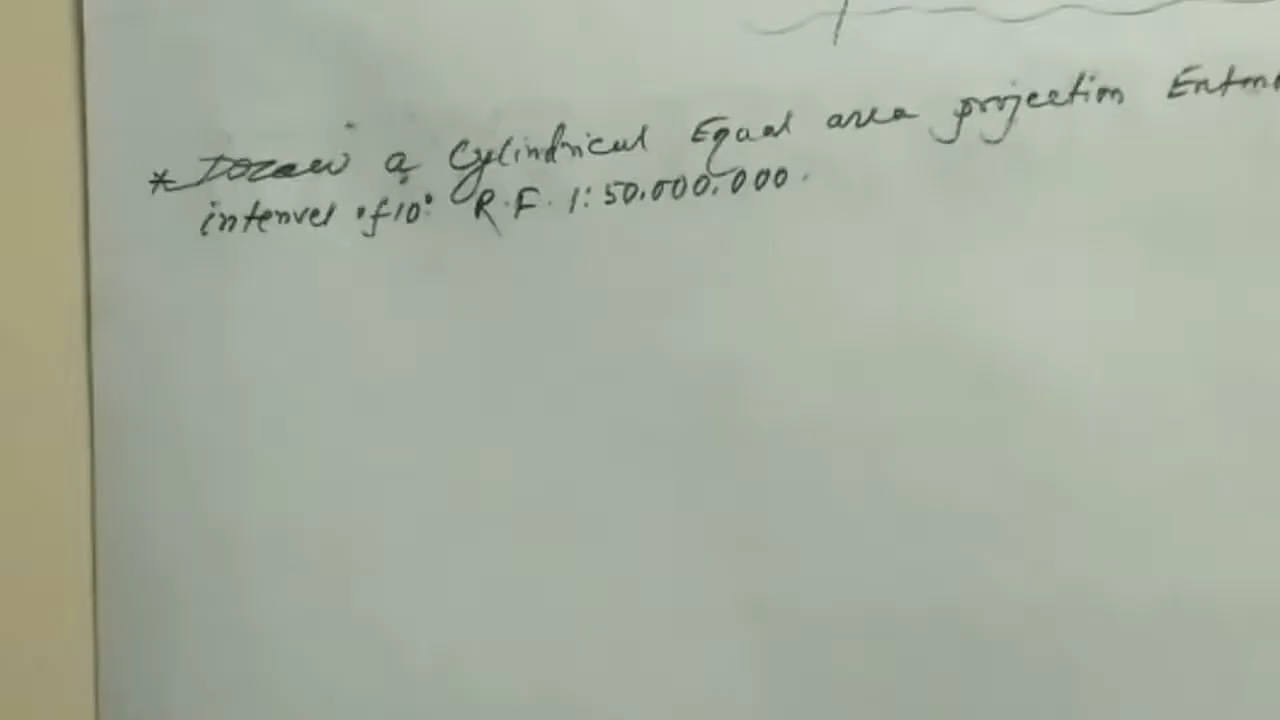 * Draw a Cylindrical Equal area projection
interval of 10° R.F. 1:50,000,000.